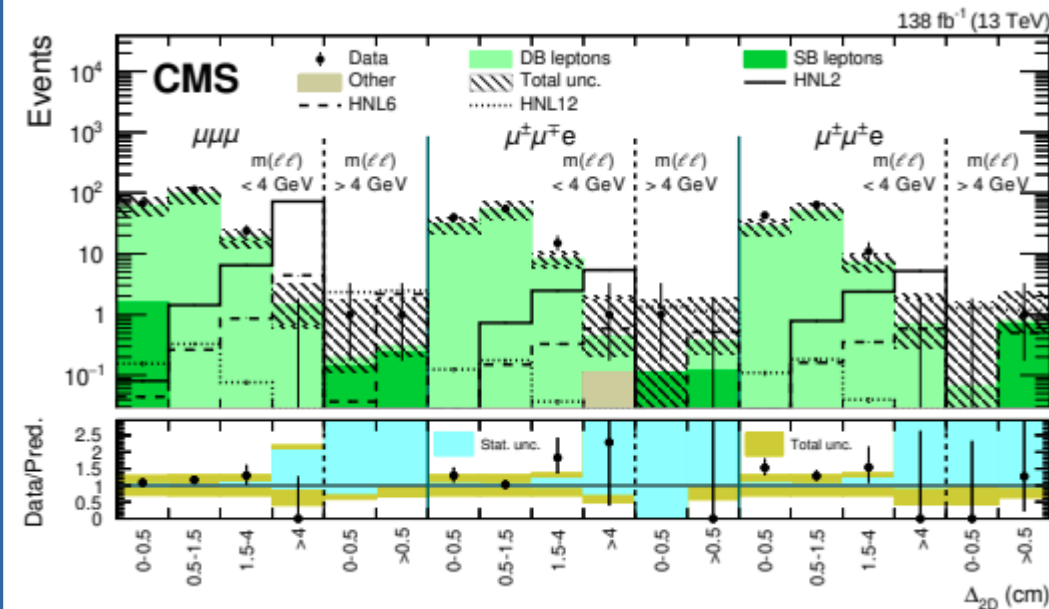 138 fb⁻¹ (13 TeV)
Events
CMS
Data
DB leptons
SB leptons
Other
Total unc.
HNL2
HNL6
HNL12
10⁴
10³
10²
10
1
10⁻¹
μμμ
μ±μ∓e
μ±μ±e
m(ℓℓ) < 4 GeV
m(ℓℓ) > 4 GeV
m(ℓℓ) < 4 GeV
m(ℓℓ) > 4 GeV
m(ℓℓ) < 4 GeV
m(ℓℓ) > 4 GeV
Data/Pred.
2.5
2
1.5
1
0.5
0
Stat. unc.
Total unc.
0-0.5
0.5-1.5
1.5-4
>4
0-0.5
>0.5
0-0.5
0.5-1.5
1.5-4
>4
0-0.5
>0.5
0-0.5
0.5-1.5
1.5-4
>4
0-0.5
>0.5
Δ₂D (cm)